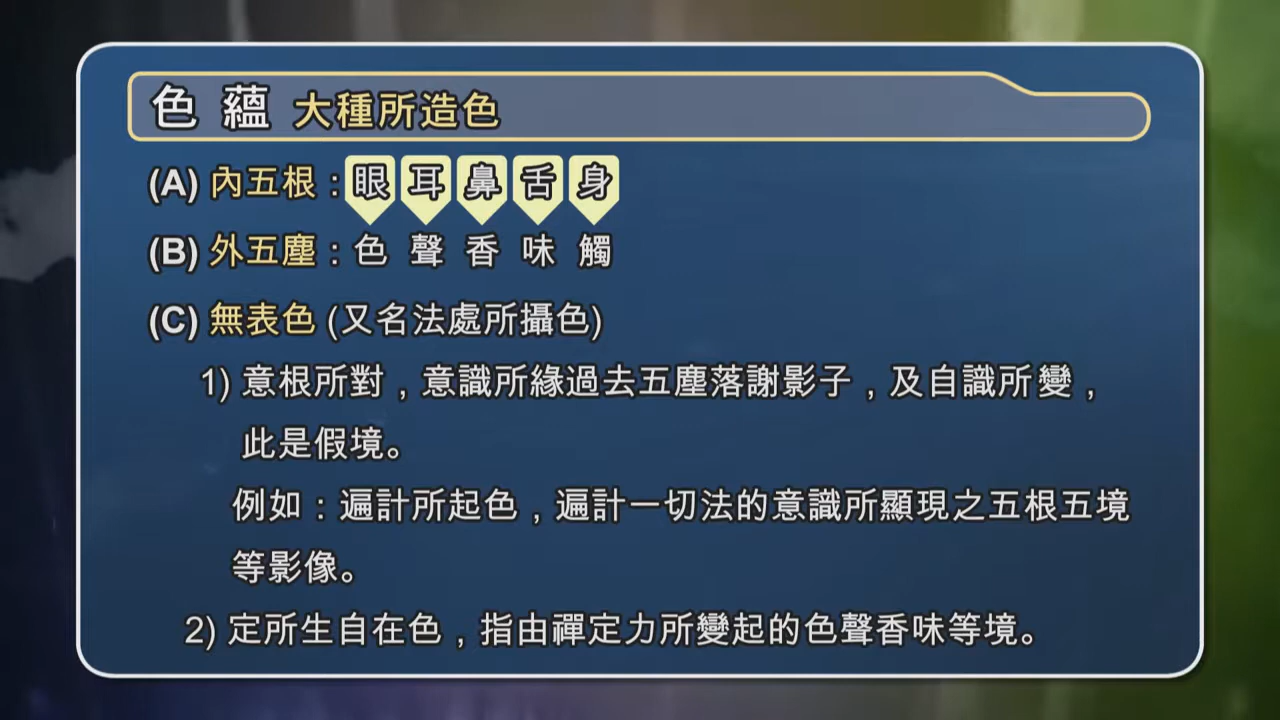 色 蘊 大種所造色
(A) 內五根：眼 耳 鼻 舌 身
(B) 外五塵：色 聲 香 味 觸
(C) 無表色 (又名法處所攝色)
1) 意根所對，意識所緣過去五塵落謝影子，及自識所變，
此是假境。
例如：遍計所起色，遍計一切法的意識所顯現之五根五境
等影像。
2) 定所生自在色，指由禪定力所變起的色聲香味等境。